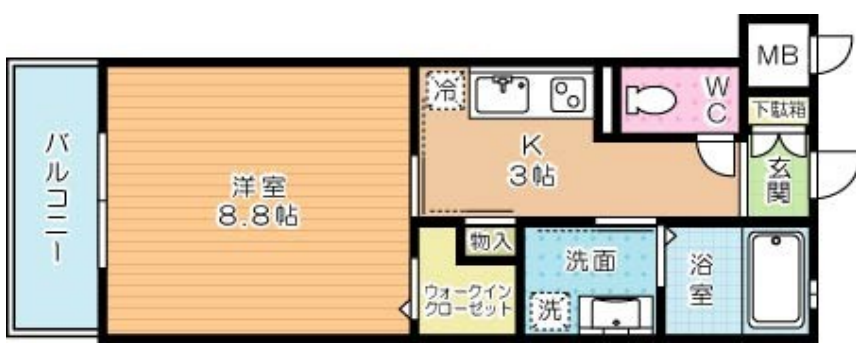 バルコニー
洋室
8.8帖
冷
K
3帖
WC
MB
下駄箱
玄関
物入
ウォークイン
クローゼット
洗面
洗
浴室